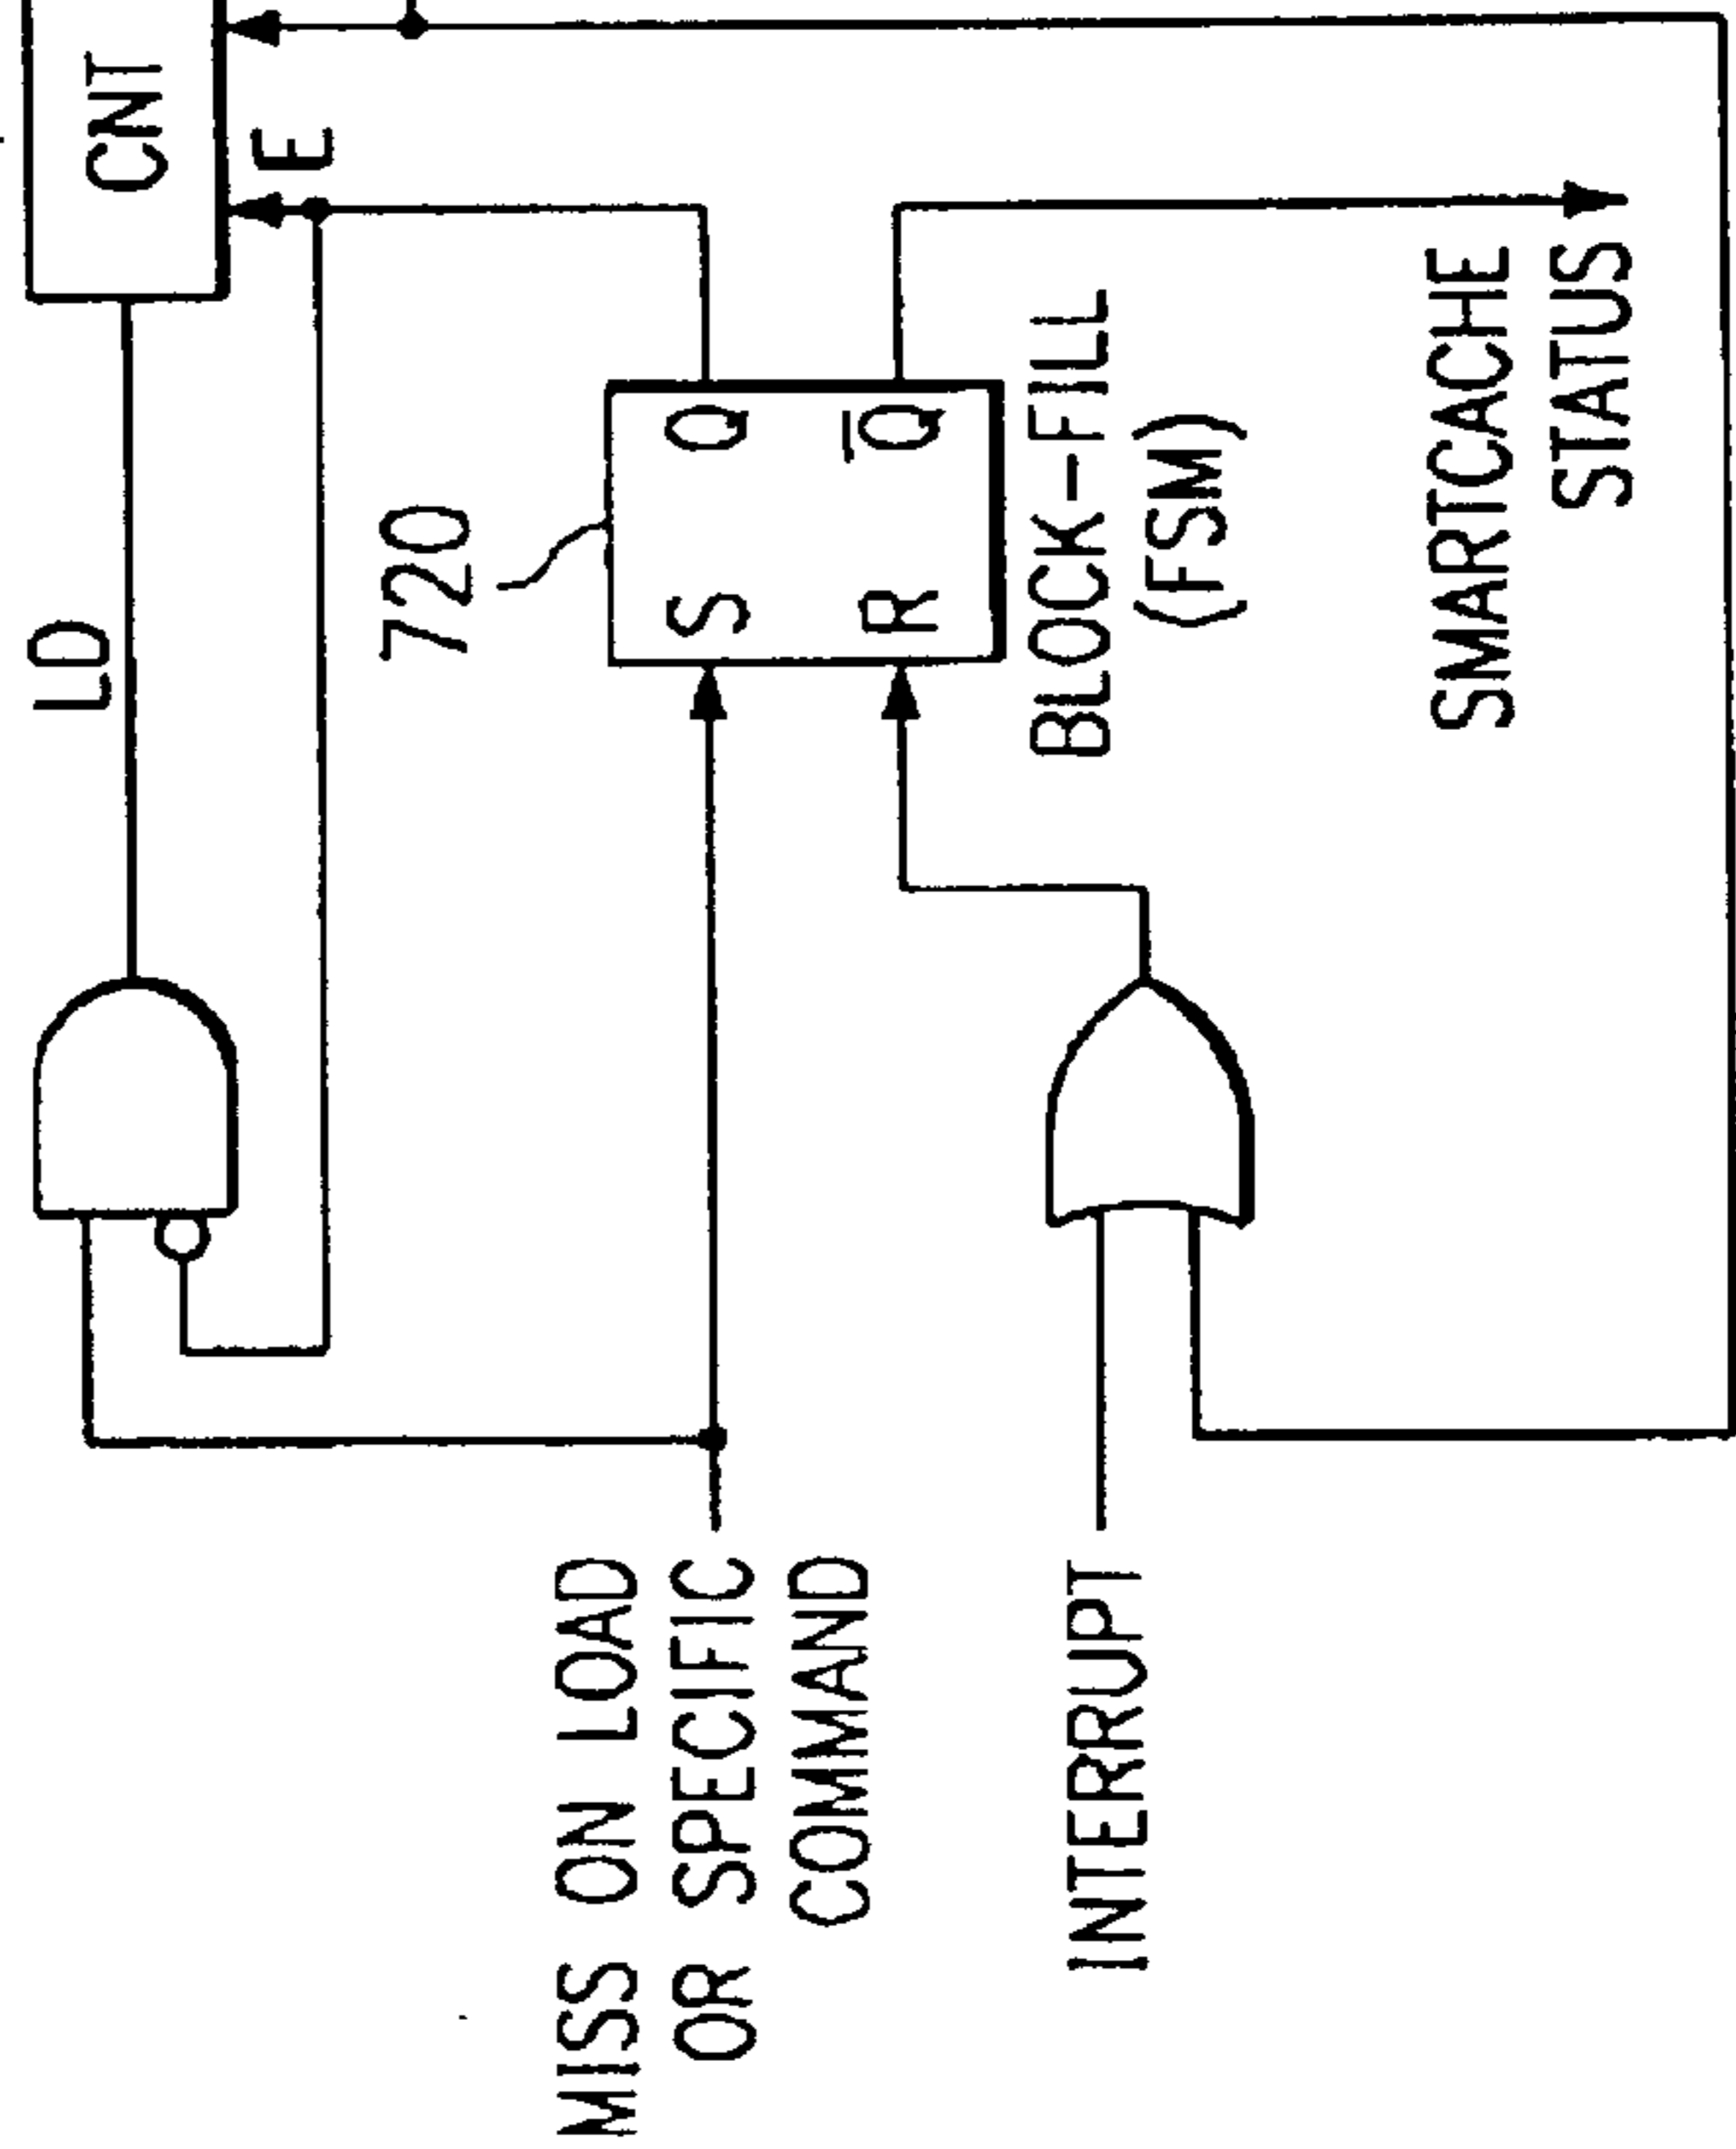 LD
CNT
E
720
S
Q
R
Q̅
BLOCK-FILL
(FSM)
MISS ON LOAD
OR SPECIFIC
COMMAND
INTERRUPT
SMARTCACHE
STATUS